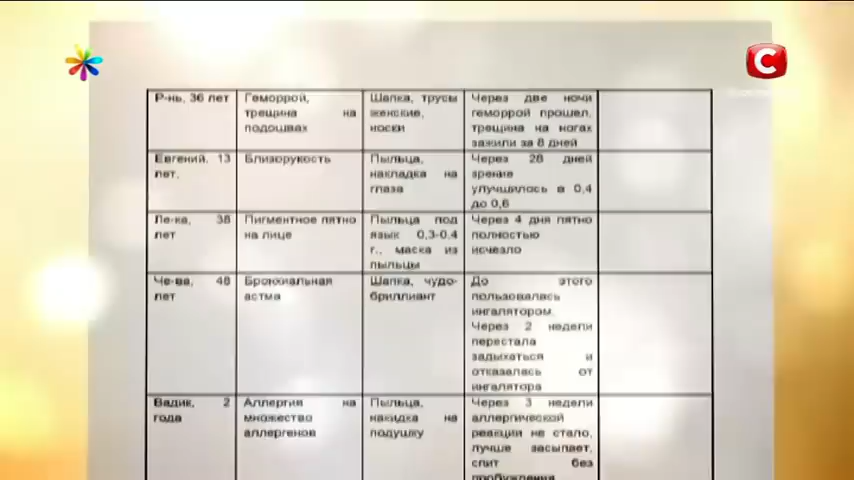 Р-нь, 36 лет
Геморрой,
трещина на
подошвах
Шапка, трусы
женские,
носки
Через две ночи
геморрой прошел,
трещина на ногах
зажили за 8 дней
Евгений, 13
лет,
Близорукость
Пыльца,
накладка на
глаза
Через 28 дней
зрение
улучшилось в 0,4
до 0,6
Ле-ка, 38
лет
Пигментное пятно
на лице
Пыльца под
язык 0,3-0,4
г., маска из
пыльцы
Через 4 дня пятно
полностью
исчезло
Че-ва, 48
лет
Бронхиальная
астма
Шапка, чудо-
бриллиант
До этого
пользовалась
ингалятором.
Через 2 недели
перестала
задыхаться и
отказалась от
ингалятора
Вадик, 2
года
Аллергия на
множество
аллергенов
Пыльца,
накидка на
подушку
Через 3 недели
аллергической
реакции не стало,
лучше засыпает,
спит без
пробуждения
С